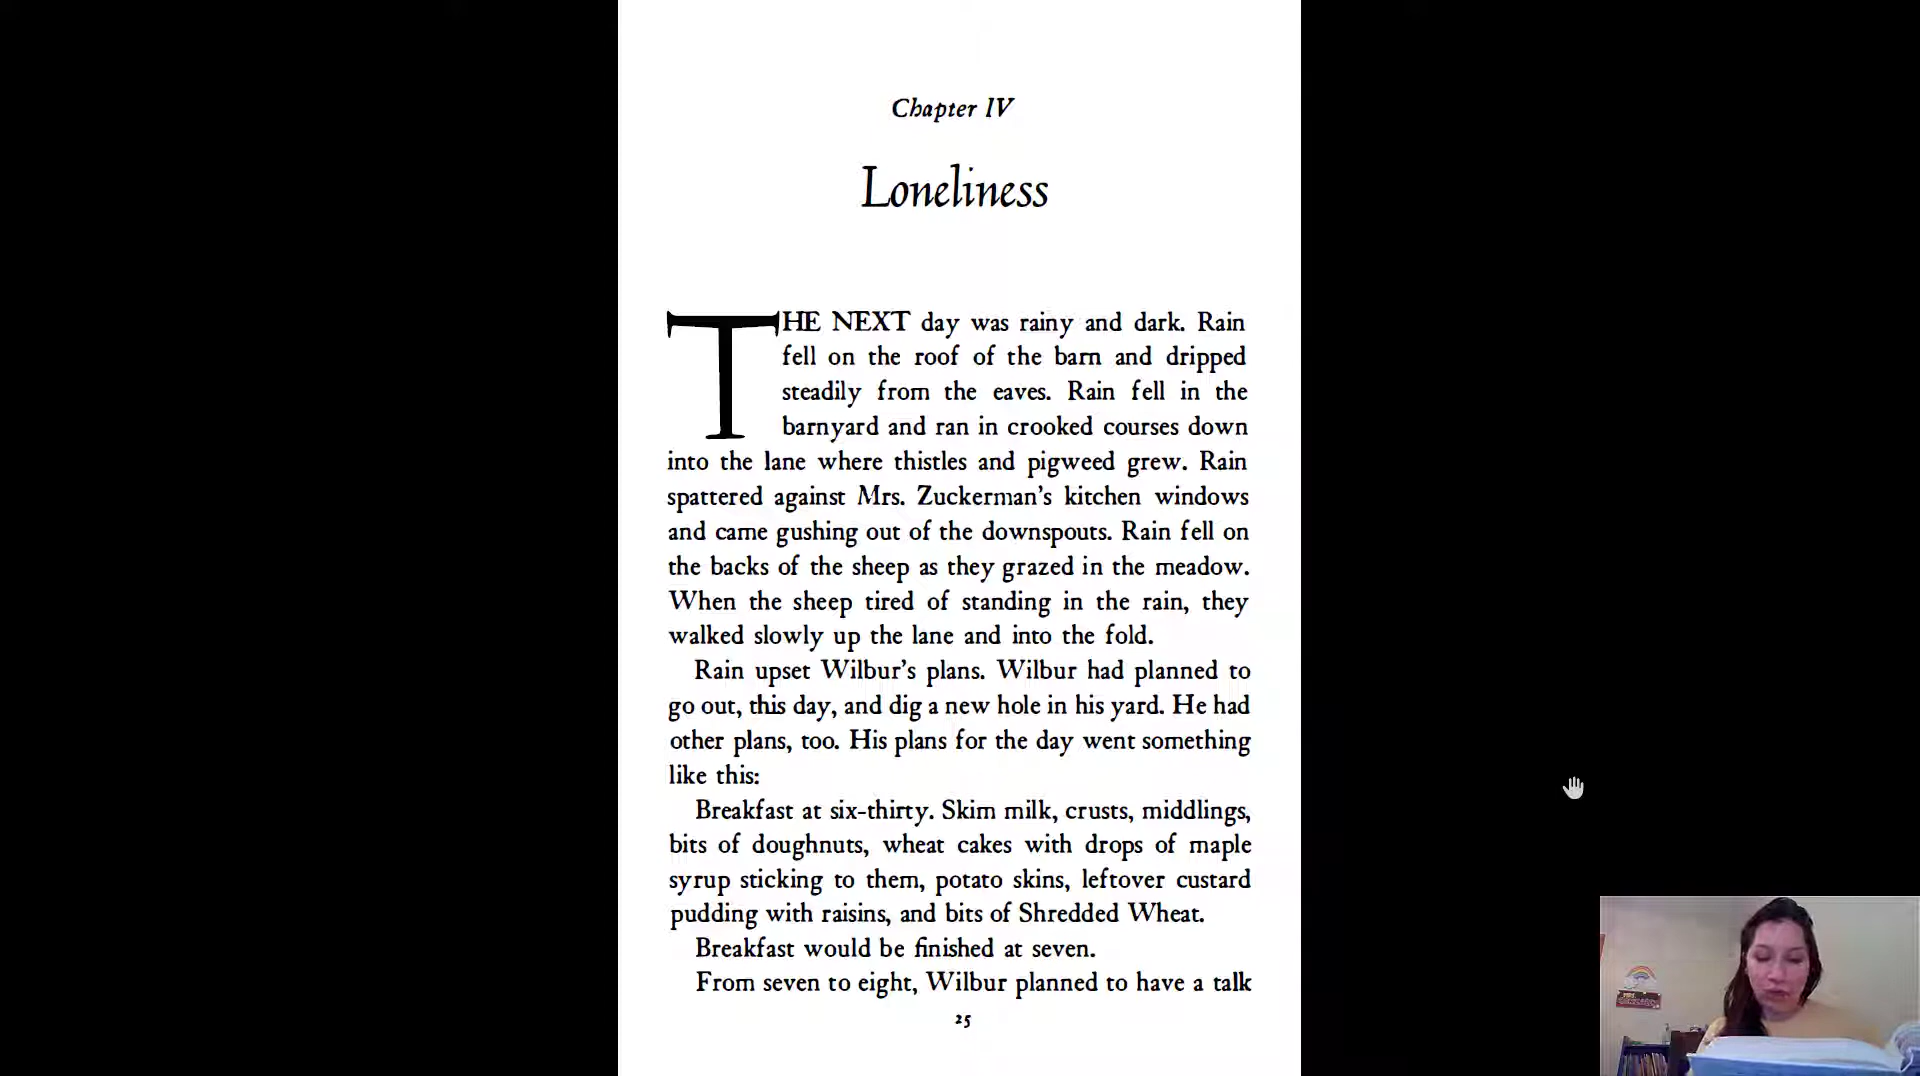 Chapter IV
Loneliness
THE NEXT day was rainy and dark. Rain
fell on the roof of the barn and dripped
steadily from the eaves. Rain fell in the
barnyard and ran in crooked courses down
into the lane where thistles and pigweed grew. Rain
spattered against Mrs. Zuckerman's kitchen windows
and came gushing out of the downspouts. Rain fell on
the backs of the sheep as they grazed in the meadow.
When the sheep tired of standing in the rain, they
walked slowly up the lane and into the fold.
Rain upset Wilbur's plans. Wilbur had planned to
go out, this day, and dig a new hole in his yard. He had
other plans, too. His plans for the day went something
like this:
Breakfast at six-thirty. Skim milk, crusts, middlings,
bits of doughnuts, wheat cakes with drops of maple
syrup sticking to them, potato skins, leftover custard
pudding with raisins, and bits of Shredded Wheat.
Breakfast would be finished at seven.
From seven to eight, Wilbur planned to have a talk
25
MRS.